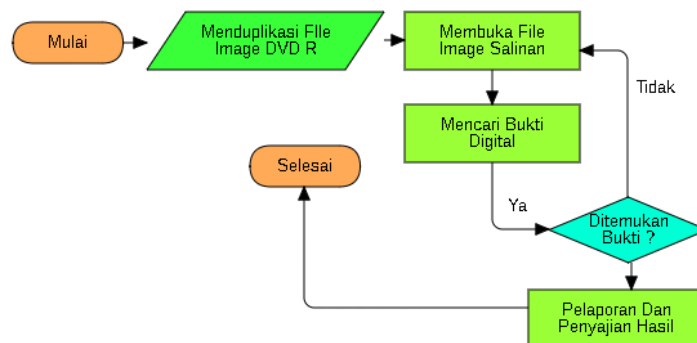 Mulai
Menduplikasi FIle
Image DVD R
Membuka File
Image Salinan
Tidak
Mencari Bukti
Digital
Selesai
Ya
Ditemukan
Bukti ?
Pelaporan Dan
Penyajian Hasil